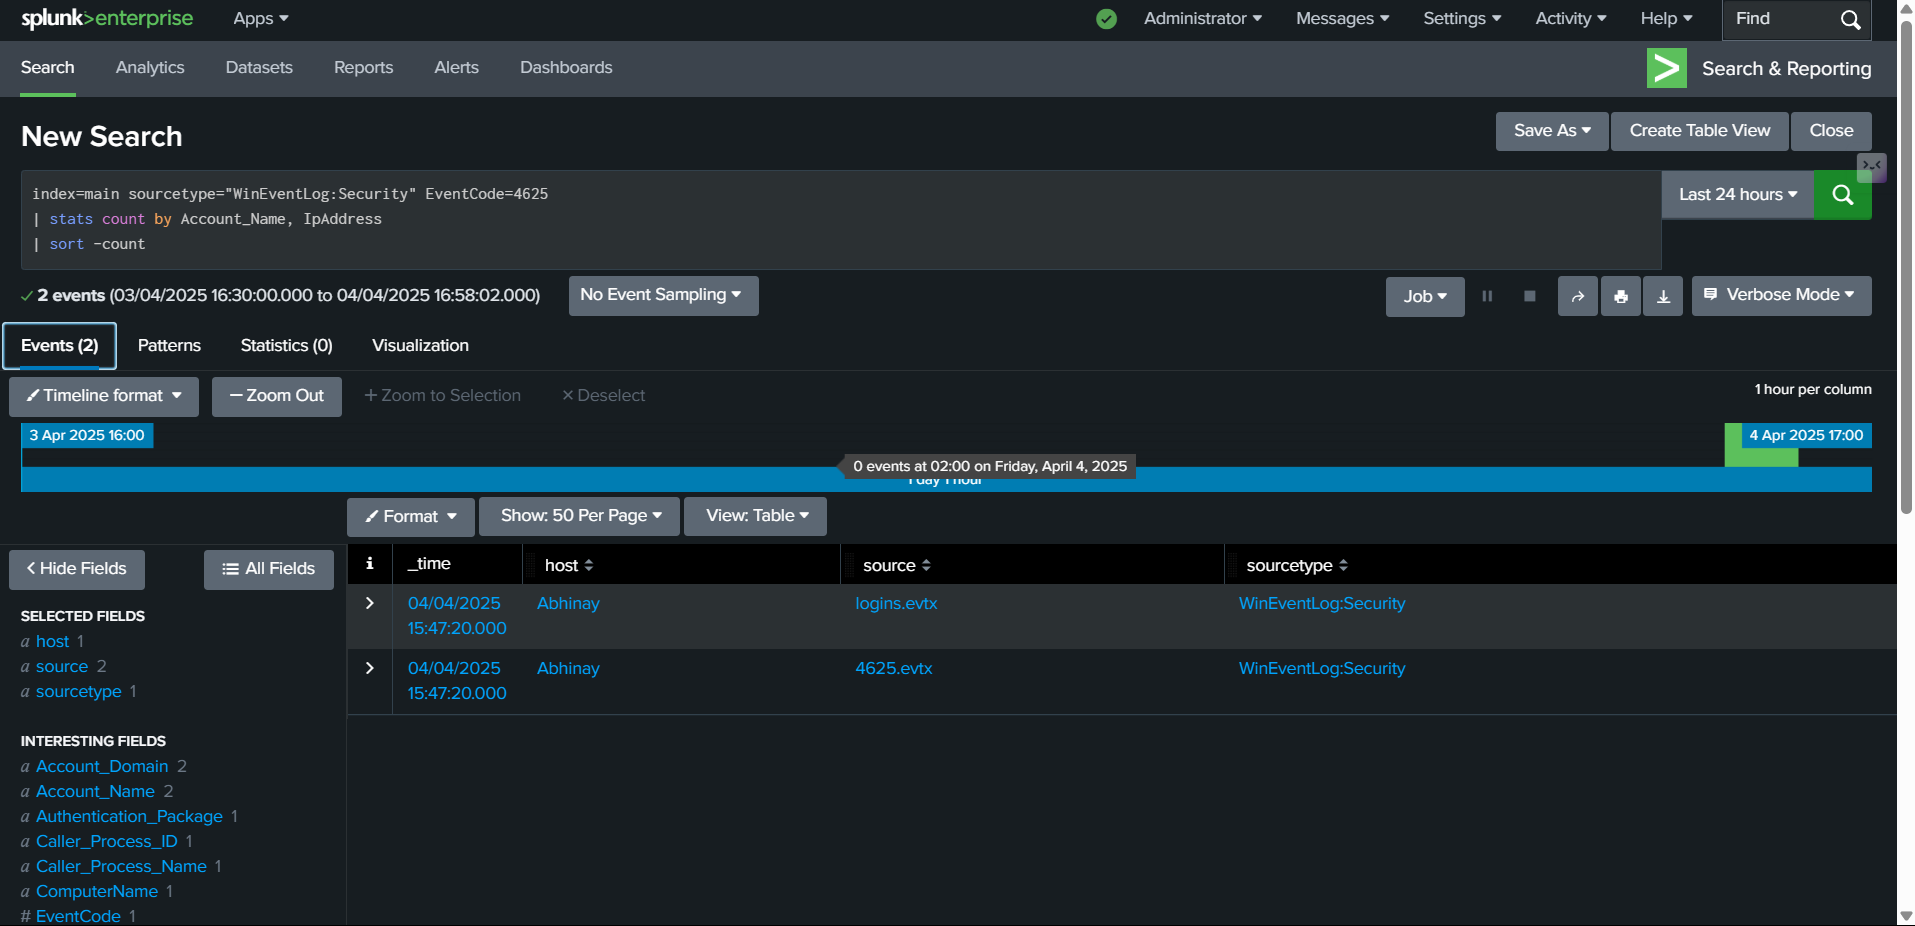 splunk>enterprise Apps Administrator Messages Settings Activity Help Find
Search Analytics Datasets Reports Alerts Dashboards Search & Reporting
New Search
Save As Create Table View Close
index=main sourcetype="WinEventLog:Security" EventCode=4625
| stats count by Account_Name, IpAddress
| sort -count
Last 24 hours
2 events (03/04/2025 16:30:00.000 to 04/04/2025 16:58:02.000) No Event Sampling Job Verbose Mode
Events (2) Patterns Statistics (0) Visualization
Timeline format — Zoom Out + Zoom to Selection × Deselect 1 hour per column
3 Apr 2025 16:00 4 Apr 2025 17:00
0 events at 02:00 on Friday, April 4, 2025
1 day 1 hour
Format Show: 50 Per Page View: Table
< Hide Fields All Fields
i _time host source sourcetype
04/04/2025 15:47:20.000 Abhinay logins.evtx WinEventLog:Security
04/04/2025 15:47:20.000 Abhinay 4625.evtx WinEventLog:Security
SELECTED FIELDS
a host 1
a source 2
a sourcetype 1
INTERESTING FIELDS
a Account_Domain 2
a Account_Name 2
a Authentication_Package 1
a Caller_Process_ID 1
a Caller_Process_Name 1
a ComputerName 1
# EventCode 1